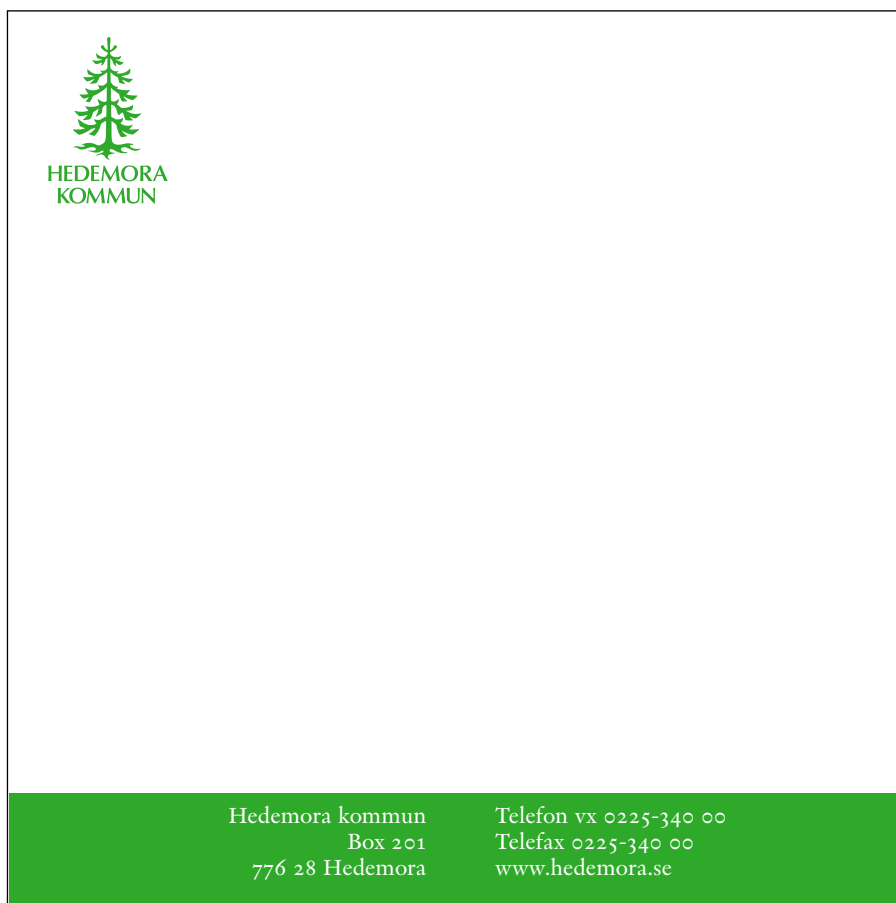 HEDEMORA
KOMMUN
Hedemora kommun
Box 201
776 28 Hedemora
Telefon vx 0225-340 00
Telefax 0225-340 00
www.hedemora.se